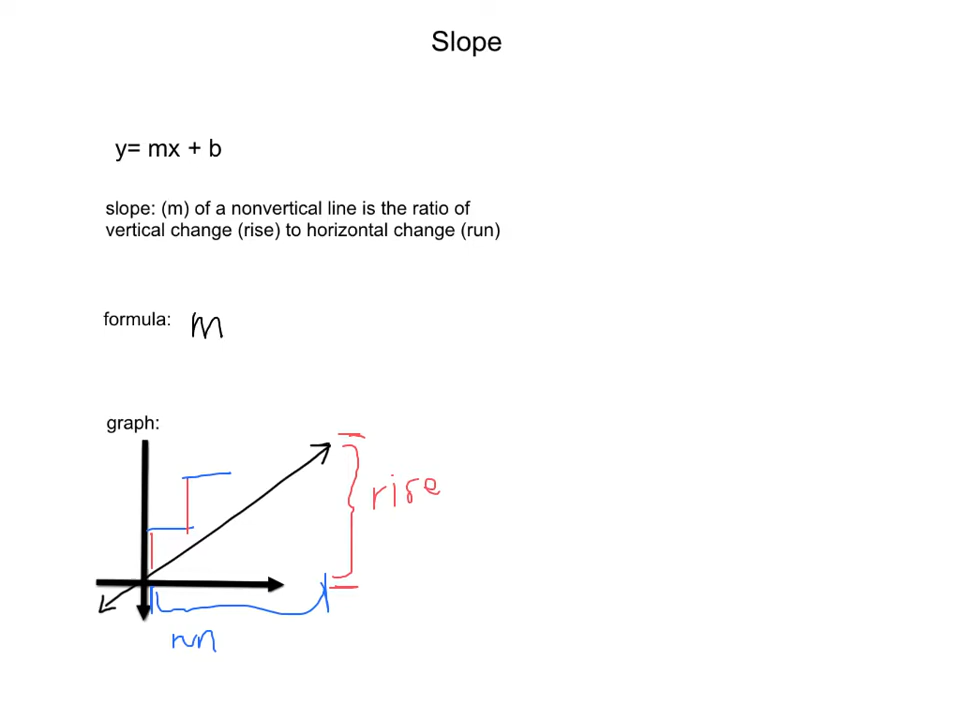 Slope
y= mx + b
slope: (m) of a nonvertical line is the ratio of
vertical change (rise) to horizontal change (run)
formula: m
graph:
rise
run